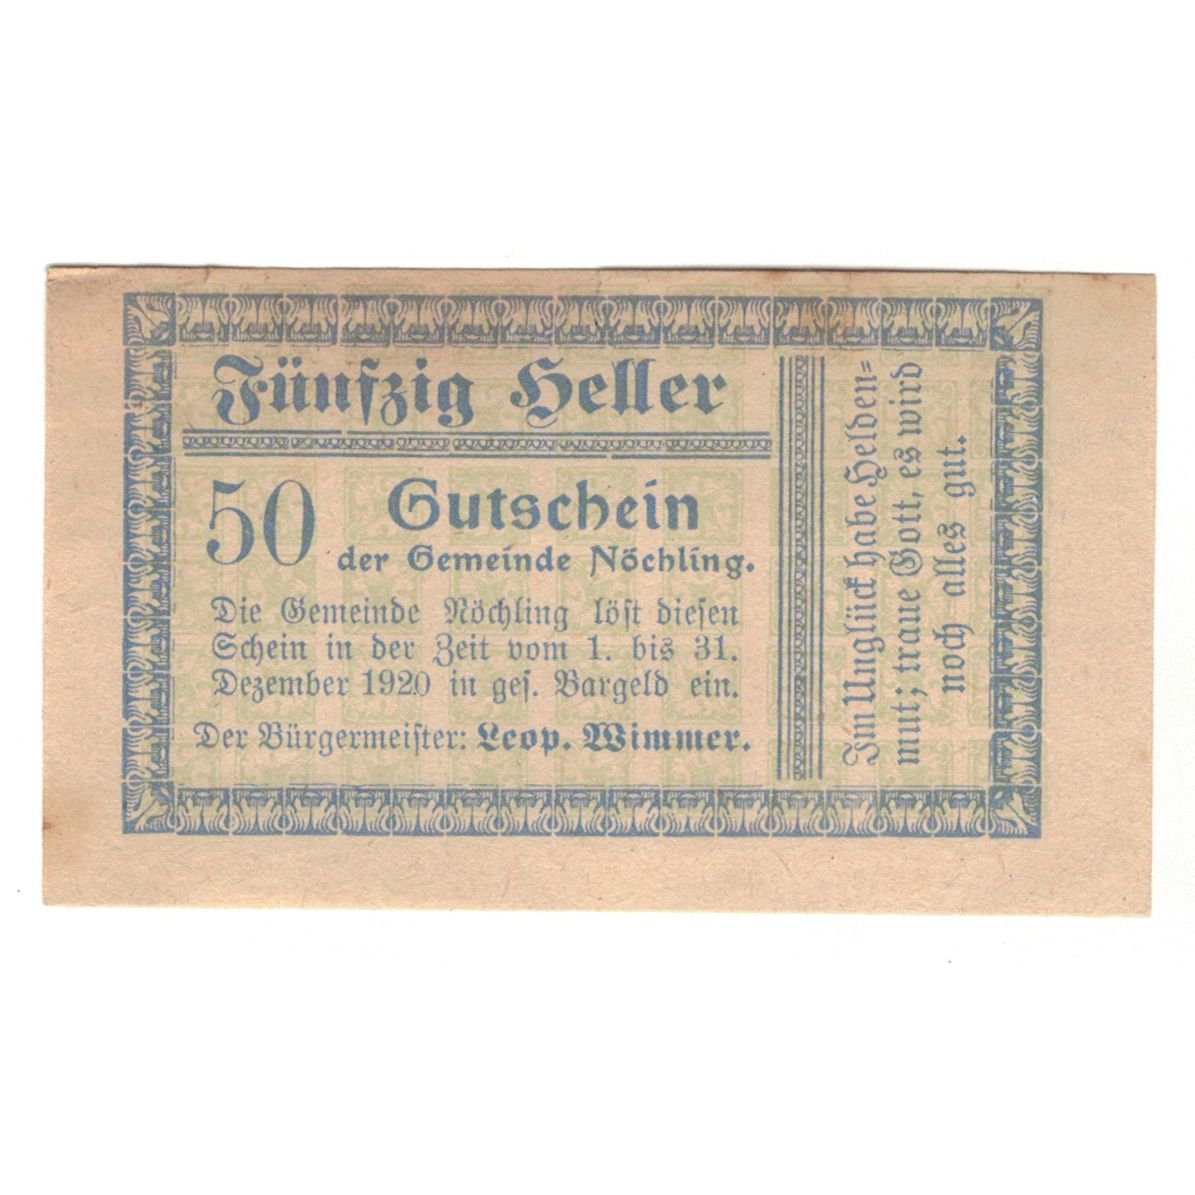 Fünfzig Heller
50
Gutschein
der Gemeinde Nöchling.
Die Gemeinde Nöchling löst diesen
Schein in der Zeit vom 1. bis 31.
Dezember 1920 in ges. Bargeld ein.
Der Bürgermeister: Leop. Wimmer.
Im Unglück habe Helden=
mut; traue Gott, es wird
noch alles gut.